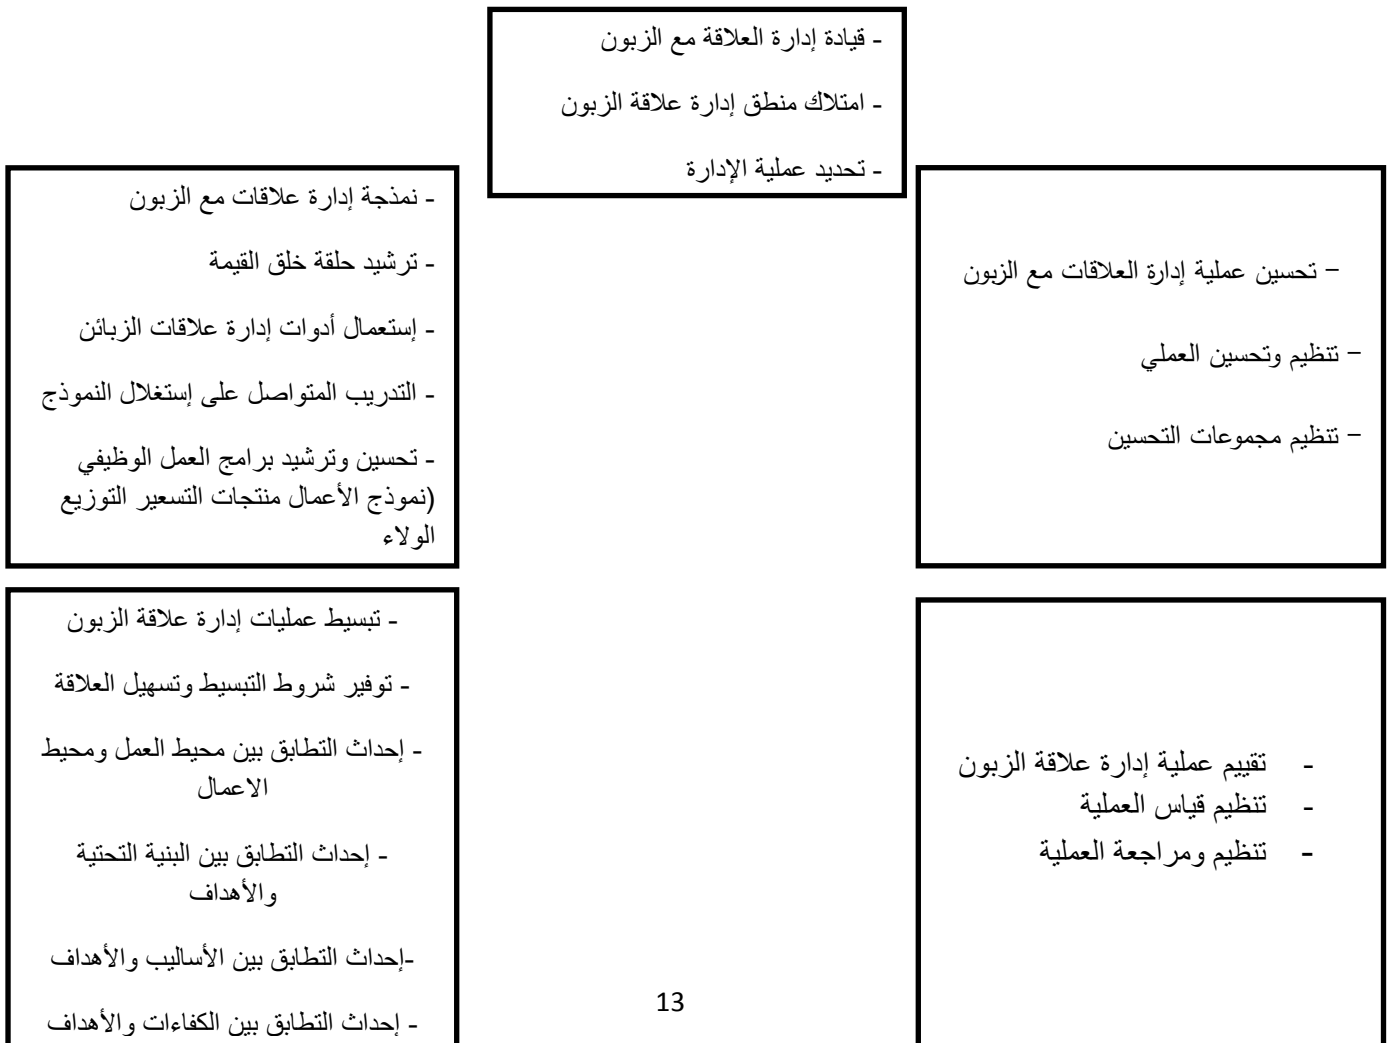 - قيادة إدارة العلاقة مع الزبون
- امتلاك منطق إدارة علاقة الزبون
- تحديد عملية الإدارة
– تحسين عملية إدارة العلاقات مع الزبون
– تنظيم وتحسين العملي
– تنظيم مجموعات التحسين
- نمذجة إدارة علاقات مع الزبون
- ترشيد حلقة خلق القيمة
- إستعمال أدوات إدارة علاقات الزبائن
- التدريب المتواصل على إستغلال النموذج
- تحسين وترشيد برامج العمل الوظيفي
(نموذج الأعمال منتجات التسعير التوزيع
الولاء
- تقييم عملية إدارة علاقة الزبون
- تنظيم قياس العملية
- تنظيم ومراجعة العملية
- تبسيط عمليات إدارة علاقة الزبون
- توفير شروط التبسيط وتسهيل العلاقة
- إحداث التطابق بين محيط العمل ومحيط
الاعمال
- إحداث التطابق بين البنية التحتية
والأهداف
-إحداث التطابق بين الأساليب والأهداف
- إحداث التطابق بين الكفاءات والأهداف
13